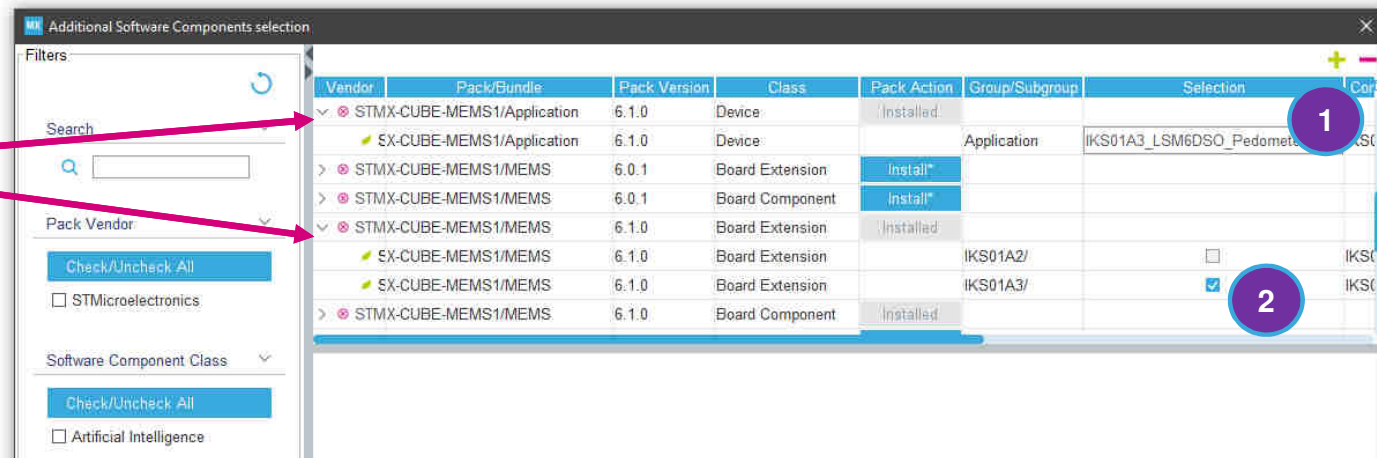 MX Additional Software Components selection
Filters
Vendor Pack/Bundle Pack Version Class Pack Action Group/Subgroup Selection
STMX-CUBE-MEMS1/Application 6.1.0 Device Installed
1
Search
SX-CUBE-MEMS1/Application 6.1.0 Device Application IKS01A3_LSM6DSO_Pedomete
STMX-CUBE-MEMS1/MEMS 6.0.1 Board Extension Install*
STMX-CUBE-MEMS1/MEMS 6.0.1 Board Component Install*
Pack Vendor
STMX-CUBE-MEMS1/MEMS 6.1.0 Board Extension Installed
SX-CUBE-MEMS1/MEMS 6.1.0 Board Extension IKS01A2/
Check/Uncheck All
SX-CUBE-MEMS1/MEMS 6.1.0 Board Extension IKS01A3/
2
STMicroelectronics
STMX-CUBE-MEMS1/MEMS 6.1.0 Board Component Installed
Software Component Class
Check/Uncheck All
Artificial Intelligence